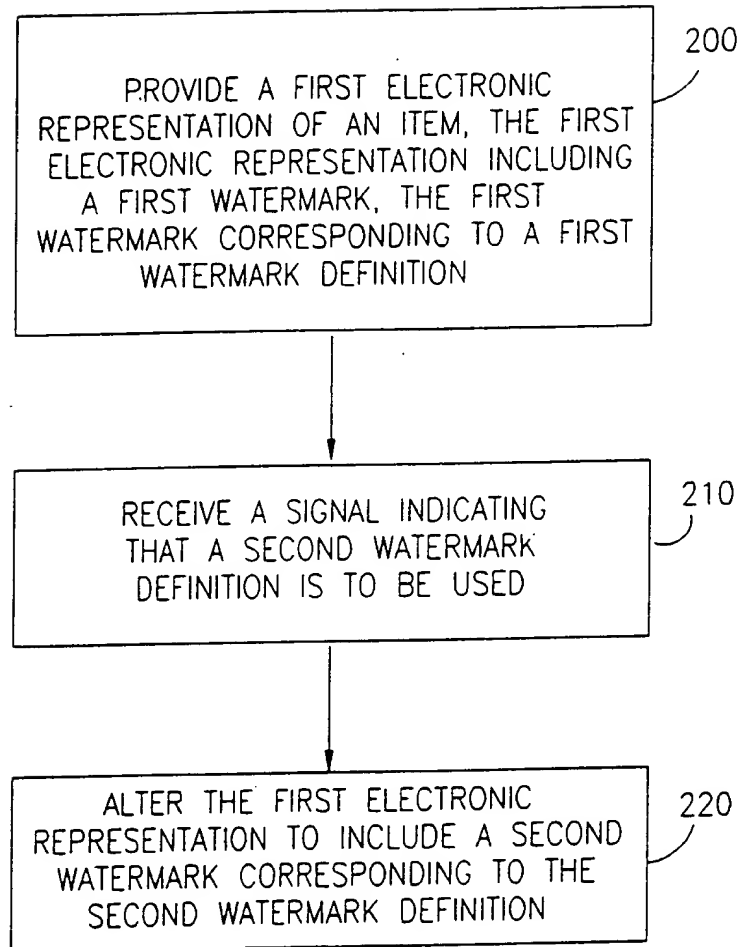 200
PROVIDE A FIRST ELECTRONIC
REPRESENTATION OF AN ITEM, THE FIRST
ELECTRONIC REPRESENTATION INCLUDING
A FIRST WATERMARK, THE FIRST
WATERMARK CORRESPONDING TO A FIRST
WATERMARK DEFINITION
210
RECEIVE A SIGNAL INDICATING
THAT A SECOND WATERMARK
DEFINITION IS TO BE USED
220
ALTER THE FIRST ELECTRONIC
REPRESENTATION TO INCLUDE A SECOND
WATERMARK CORRESPONDING TO THE
SECOND WATERMARK DEFINITION